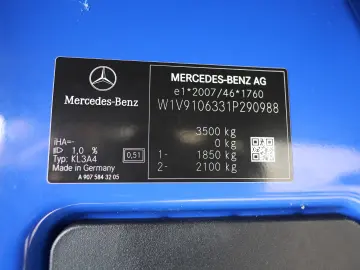 Mercedes-Benz
iHA=-
1,0 %
Typ: KL3A4
0,51
Made in Germany
A 907 584 32 05
MERCEDES-BENZ AG
e1*2007/46*1760
W1V9106331P290988
3500 kg
0 kg
1- 1850 kg
2- 2100 kg